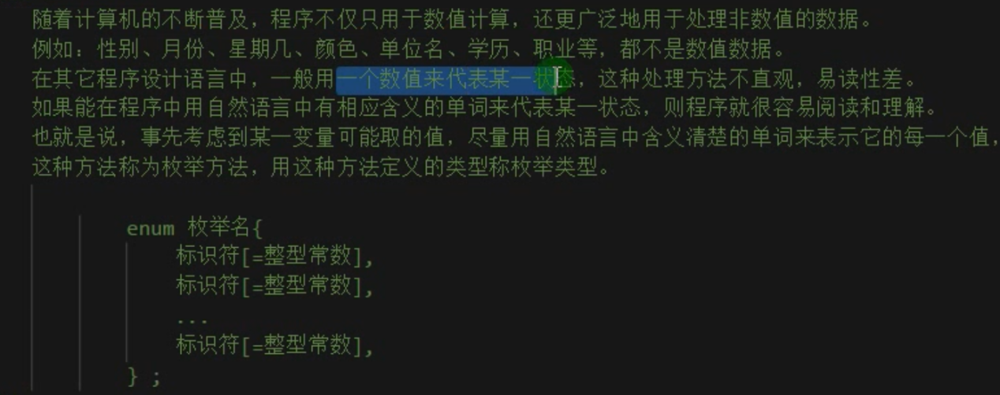 随着计算机的不断普及，程序不仅只用于数值计算，还更广泛地用于处理非数值的数据。
例如：性别、月份、星期几、颜色、单位名、学历、职业等，都不是数值数据。
在其它程序设计语言中，一般用一个数值来代表某一状态，这种处理方法不直观，易读性差。
如果能在程序中用自然语言中有相应含义的单词来代表某一状态，则程序就很容易阅读和理解。
也就是说，事先考虑到某一变量可能取的值，尽量用自然语言中含义清楚的单词来表示它的每一个值，
这种方法称为枚举方法，用这种方法定义的类型称枚举类型。
enum 枚举名{
标识符[=整型常数],
标识符[=整型常数],
...
标识符[=整型常数],
} ;